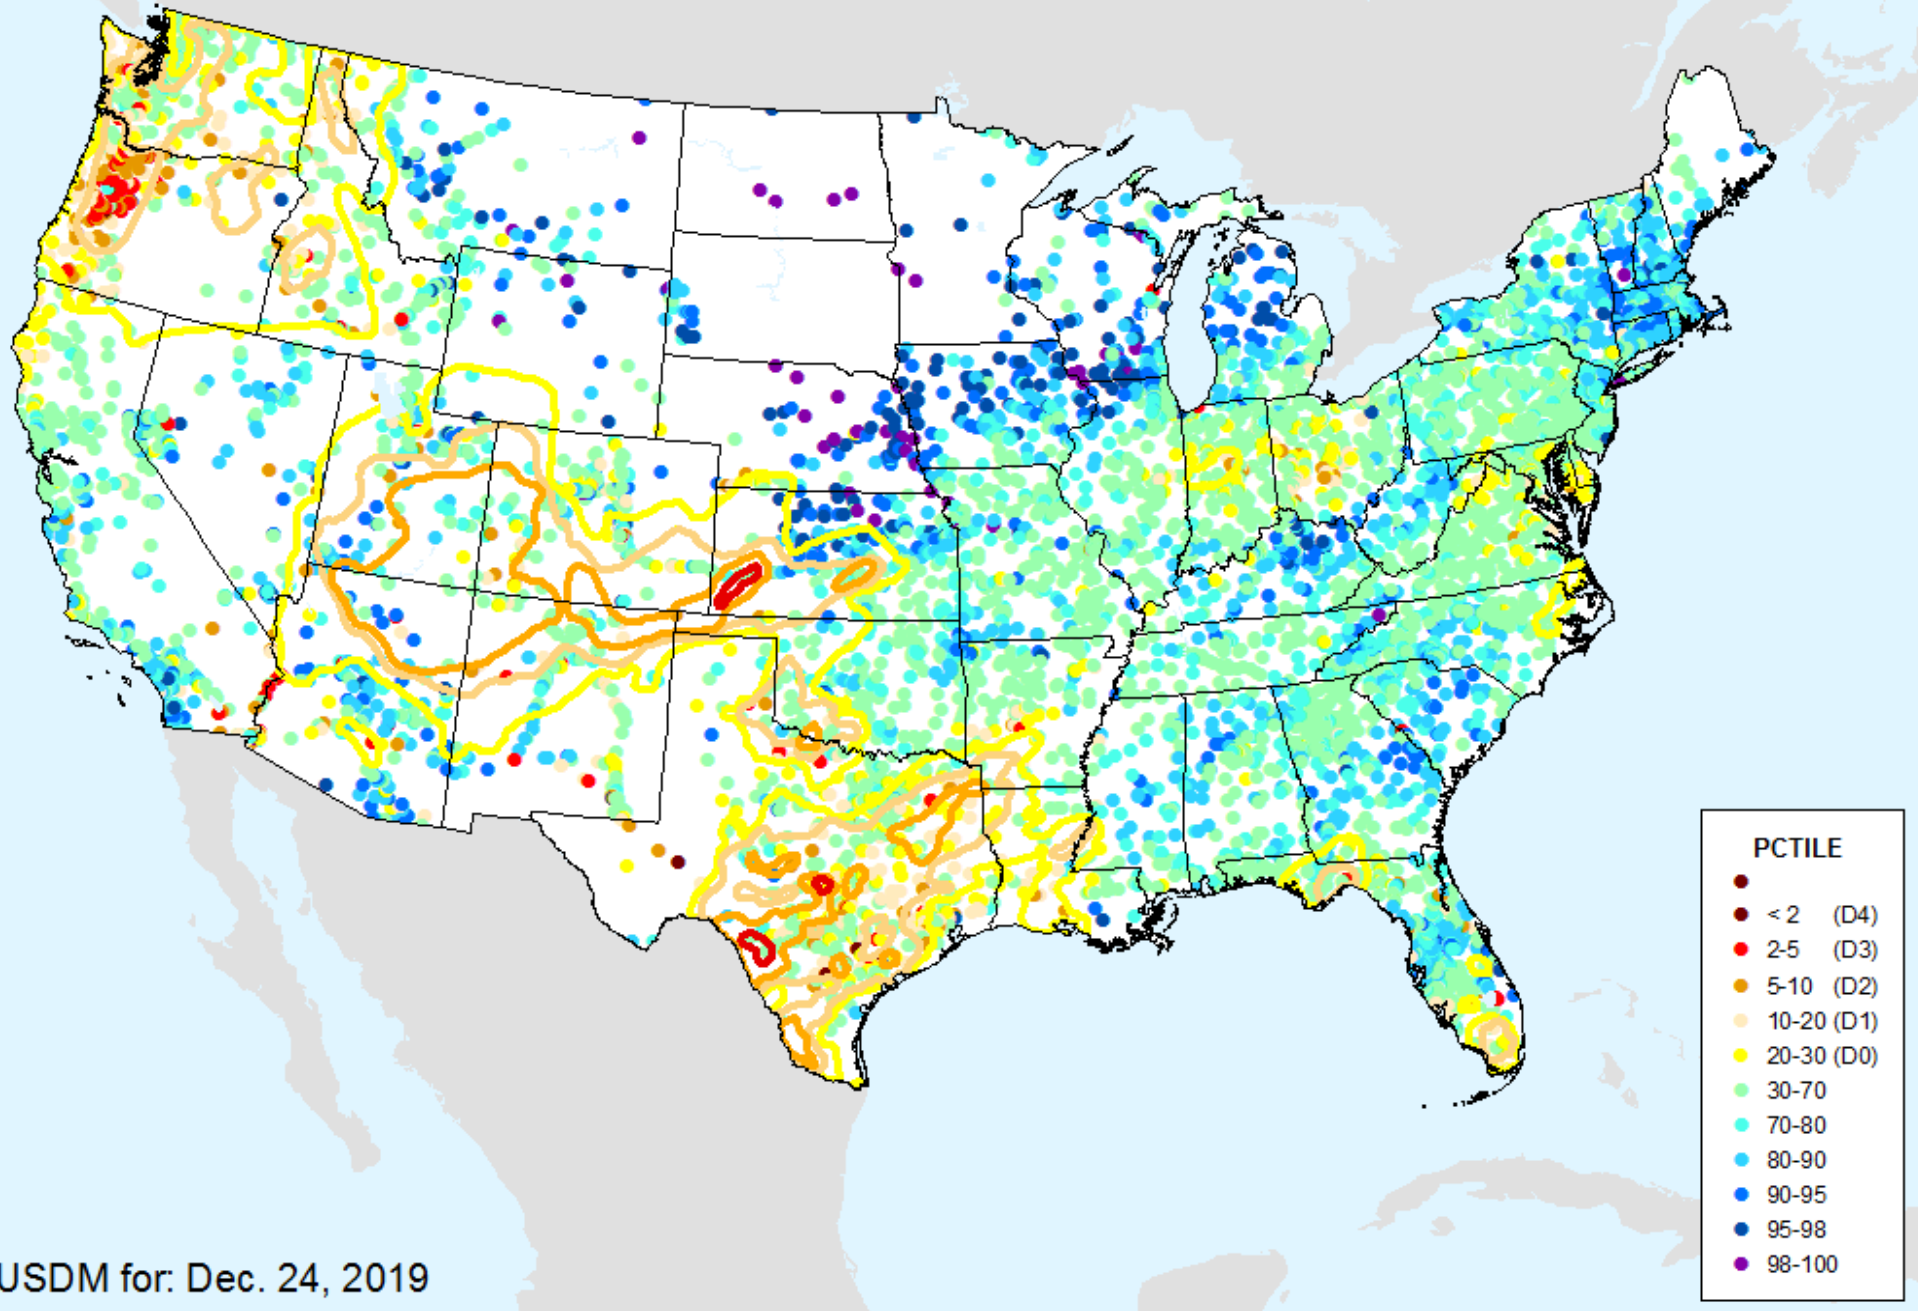 PCTILE
< 2 (D4)
2-5 (D3)
5-10 (D2)
10-20 (D1)
20-30 (D0)
30-70
70-80
80-90
90-95
95-98
98-100
USDM for: Dec. 24, 2019